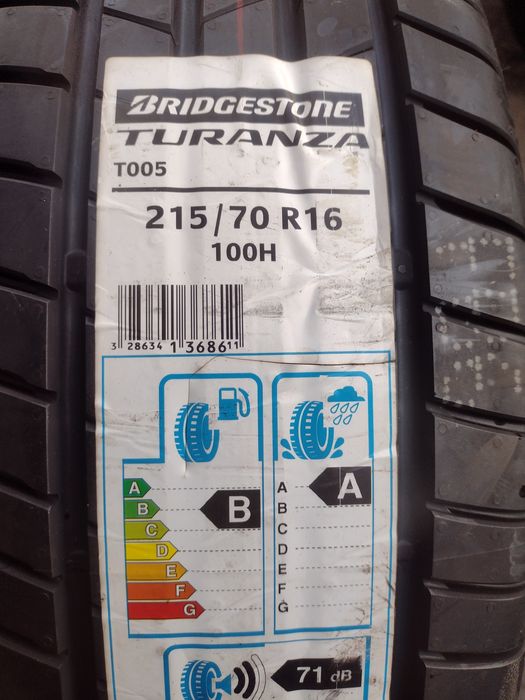 BRIDGESTONE
TURANZA
T005
215/70 R16
100H
3 286341 368611
A
B
C
D
E
F
G
B
A
B
C
D
E
F
G
A
71 dB